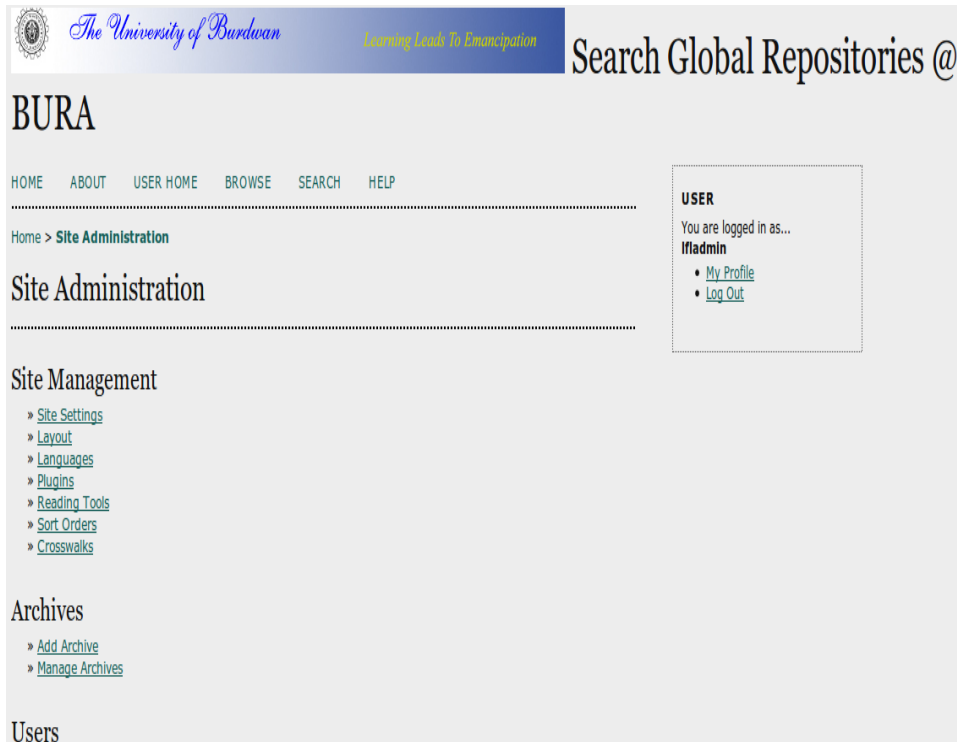 The University of Burdwan
Learning Leads To Emancipation
Search Global Repositories @
BURA
HOME ABOUT USER HOME BROWSE SEARCH HELP
Home > Site Administration
Site Administration
Site Management
» Site Settings
» Layout
» Languages
» Plugins
» Reading Tools
» Sort Orders
» Crosswalks
Archives
» Add Archive
» Manage Archives
Users
USER
You are logged in as...
lfladmin
• My Profile
• Log Out